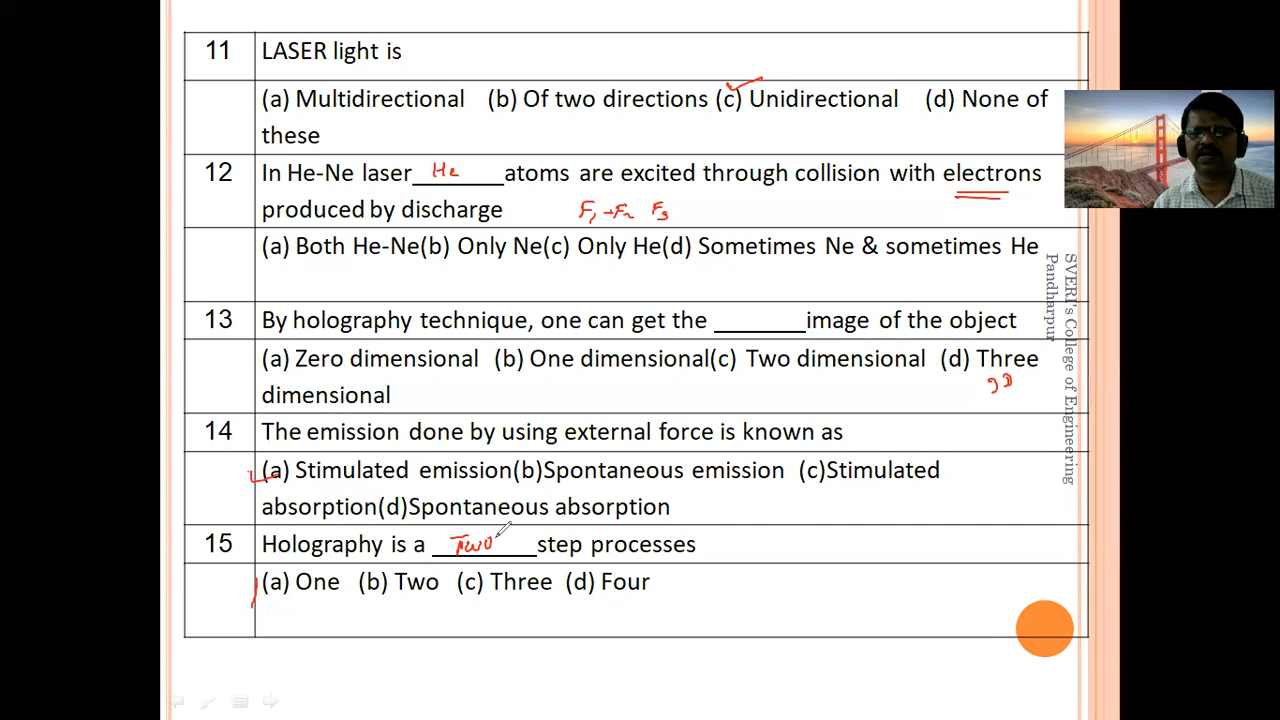 11 LASER light is
(a) Multidirectional (b) Of two directions (c) Unidirectional (d) None of
these
12 In He-Ne laser He atoms are excited through collision with electrons
produced by discharge F1 → F2 F3
(a) Both He-Ne(b) Only Ne(c) Only He(d) Sometimes Ne & sometimes He
13 By holography technique, one can get the ________image of the object
(a) Zero dimensional (b) One dimensional(c) Two dimensional (d) Three
dimensional
14 The emission done by using external force is known as
(a) Stimulated emission(b)Spontaneous emission (c)Stimulated
absorption(d)Spontaneous absorption
15 Holography is a Two step processes
(a) One (b) Two (c) Three (d) Four
SVERI's College of Engineering
Pandharpur